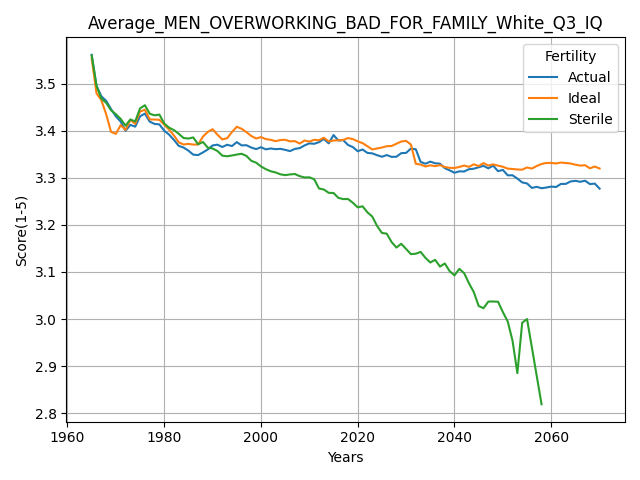 Average_MEN_OVERWORKING_BAD_FOR_FAMILY_White_Q3_IQ
Fertility
Actual
Ideal
Sterile
3.5
3.4
3.3
3.2
3.1
3.0
2.9
2.8
Score(1-5)
1960
1980
2000
2020
2040
2060
Years